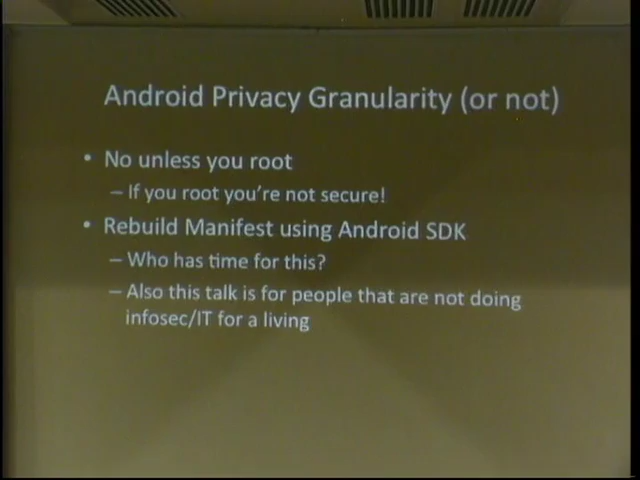 Android Privacy Granularity (or not)
• No unless you root
– If you root you're not secure!
• Rebuild Manifest using Android SDK
– Who has time for this?
– Also this talk is for people that are not doing
infosec/IT for a living